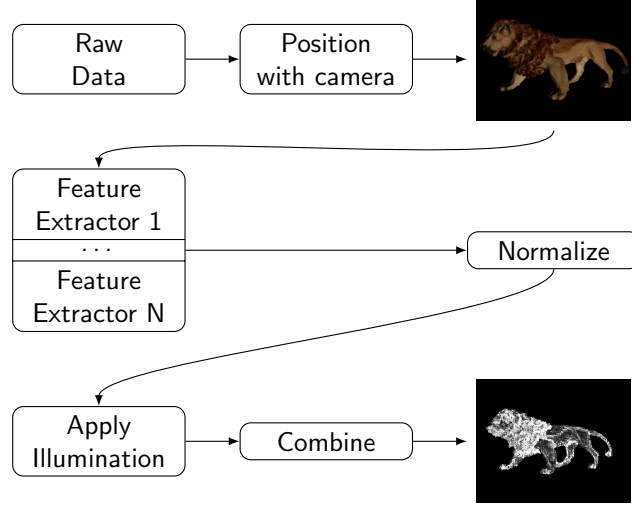 Raw
Data
Position
with camera
Feature
Extractor 1
...
Feature
Extractor N
Normalize
Apply
Illumination
Combine